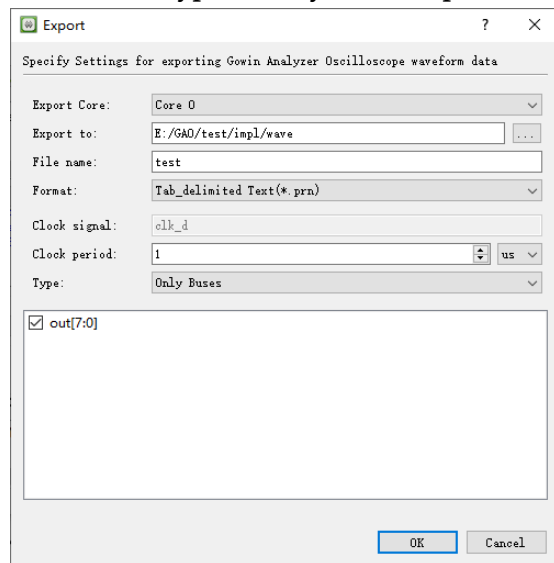 Export ? ×
Specify Settings for exporting Gowin Analyzer Oscilloscope waveform data
Export Core: Core 0
Export to: E:/GAO/test/impl/wave ...
File name: test
Format: Tab_delimited Text(*.prn)
Clock signal: clk_d
Clock period: 1 us
Type: Only Buses
out[7:0]
OK Cancel